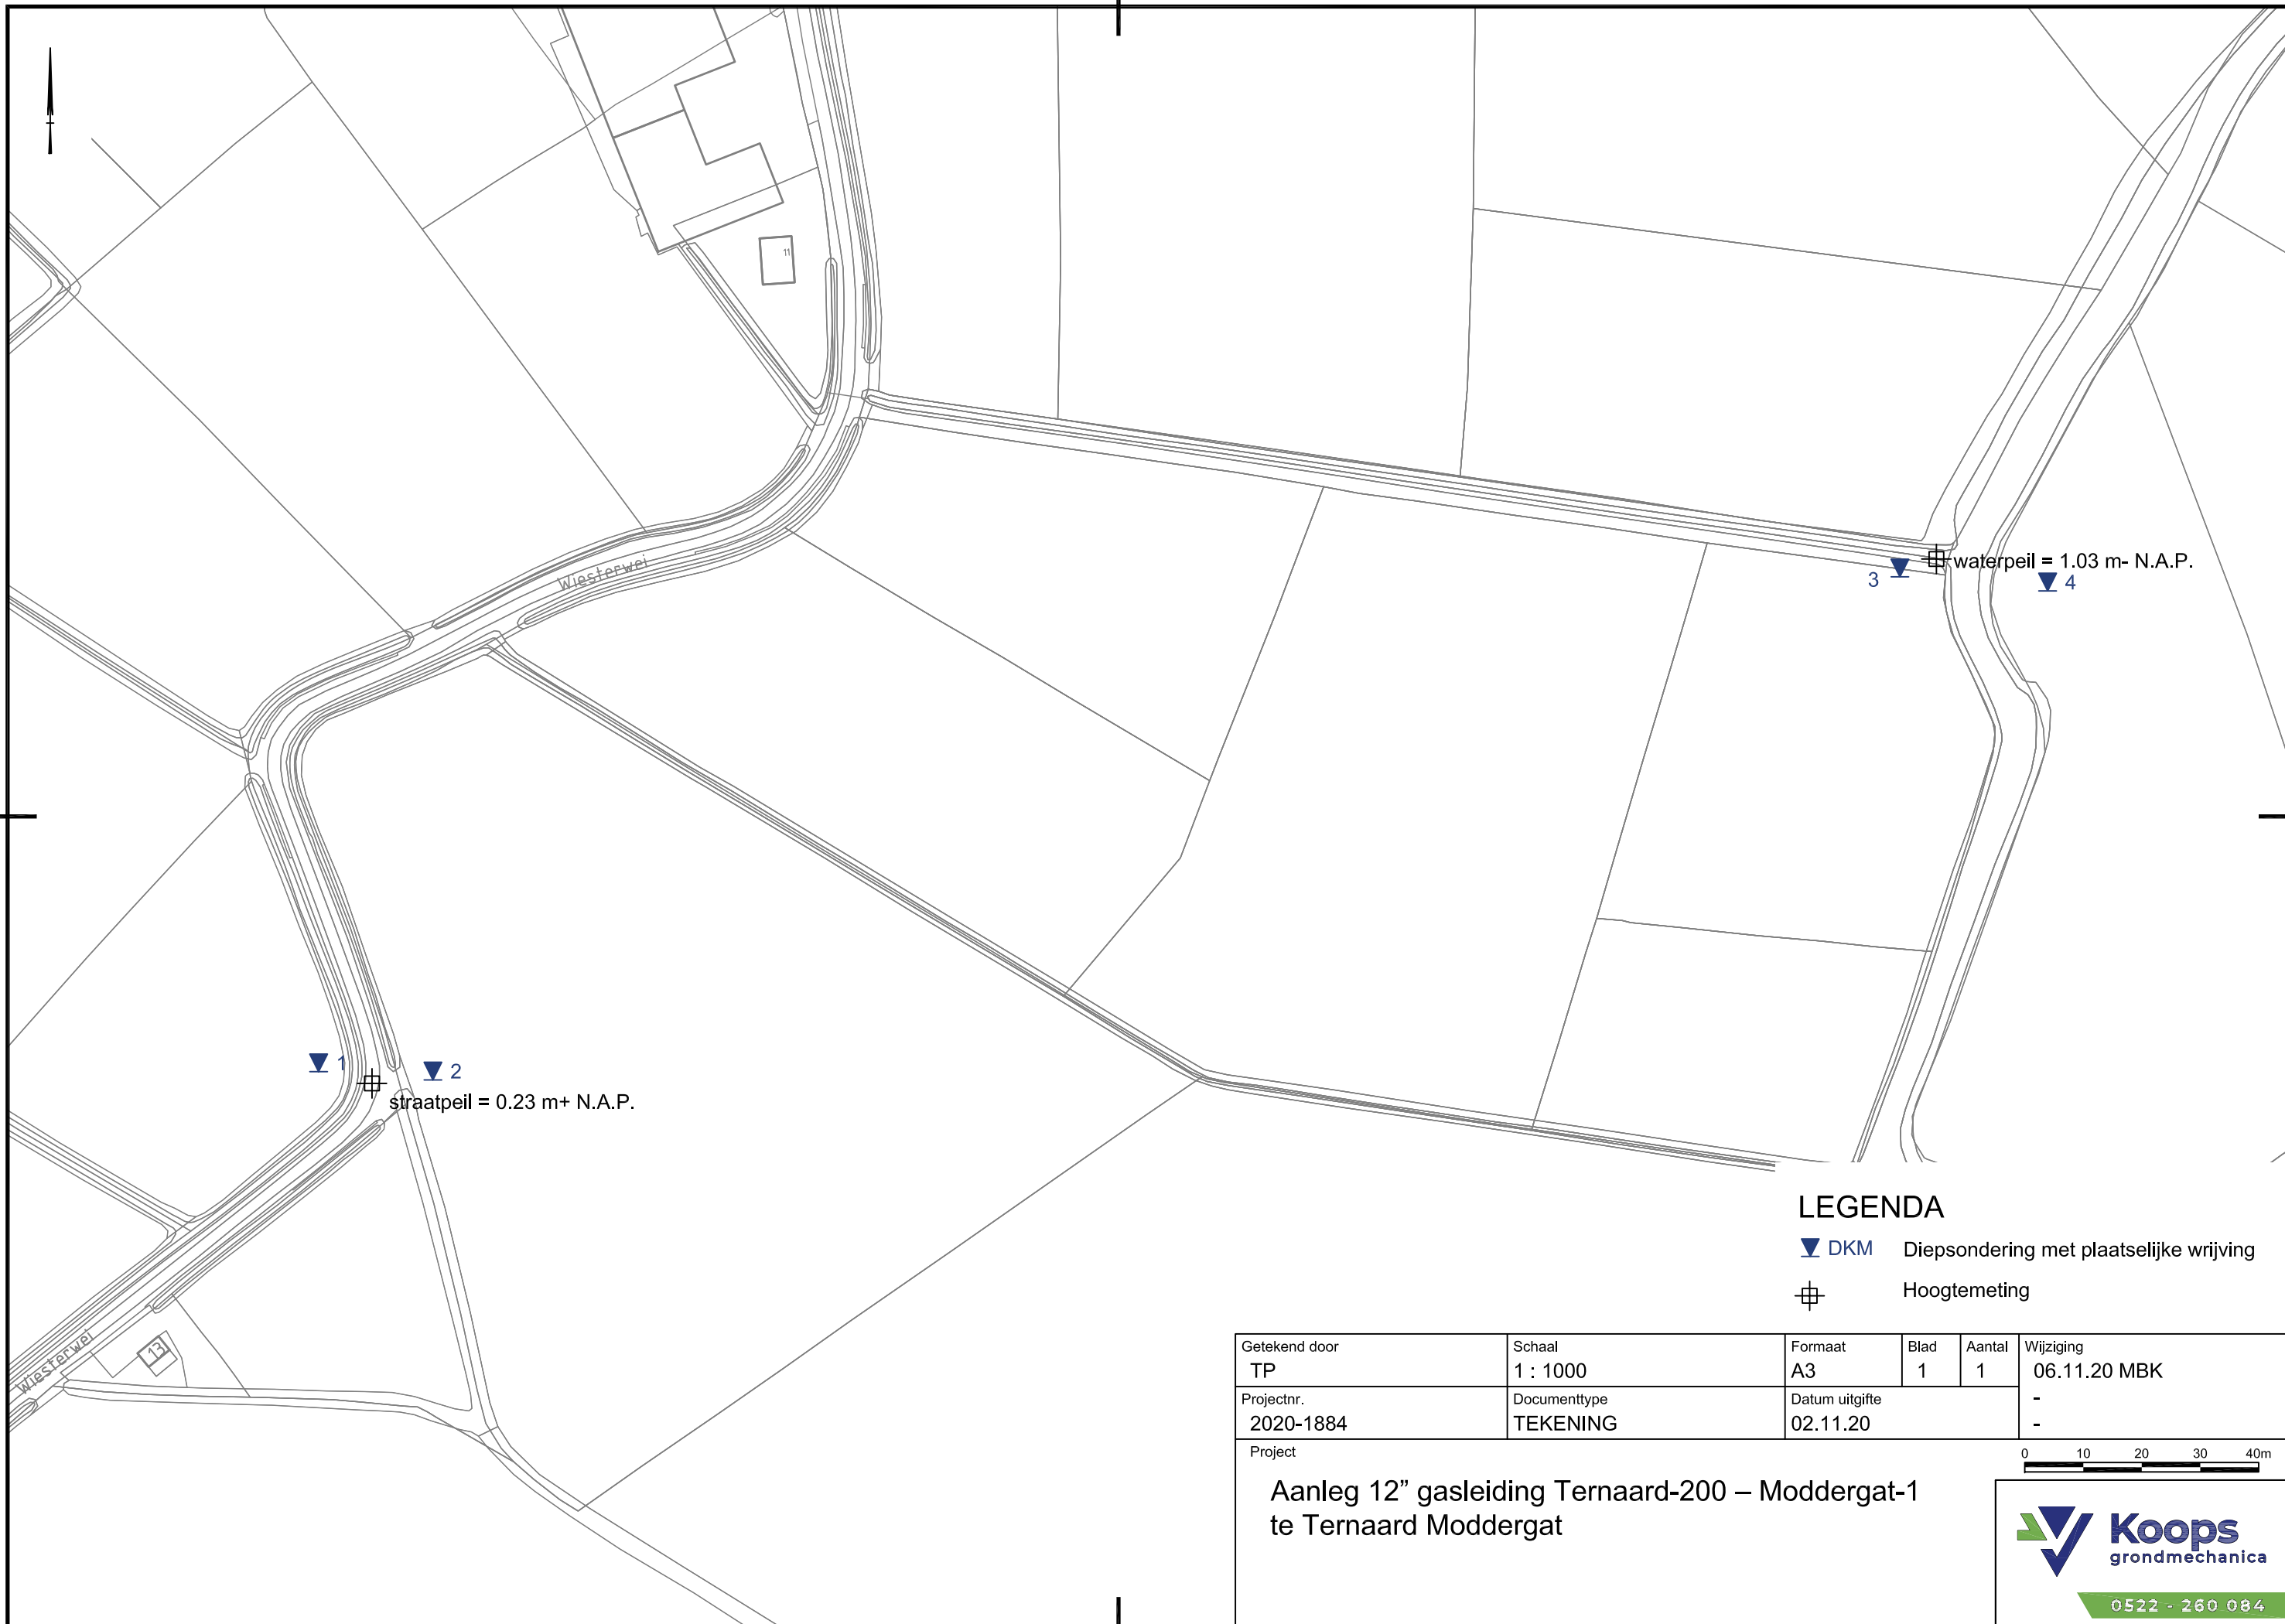 11
Wiesterwei
waterpeil = 1.03 m- N.A.P.
3
4
1
2
straatpeil = 0.23 m+ N.A.P.
LEGENDA
DKM Diepsondering met plaatselijke wrijving
Hoogtemeting
Wiesterwei
13
Getekend door Schaal Formaat Blad Aantal Wijziging
TP 1 : 1000 A3 1 1 06.11.20 MBK
Projectnr. Documenttype Datum uitgifte -
2020-1884 TEKENING 02.11.20 -
Project
0 10 20 30 40m
Aanleg 12” gasleiding Ternaard-200 – Moddergat-1
te Ternaard Moddergat
Koops
grondmechanica
0522 - 260 084